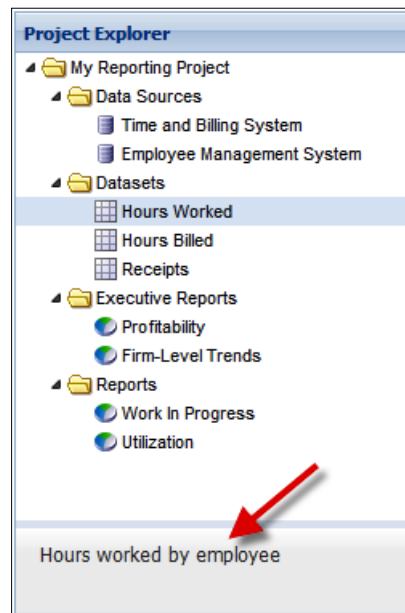 Project Explorer
My Reporting Project
Data Sources
Time and Billing System
Employee Management System
Datasets
Hours Worked
Hours Billed
Receipts
Executive Reports
Profitability
Firm-Level Trends
Reports
Work In Progress
Utilization
Hours worked by employee